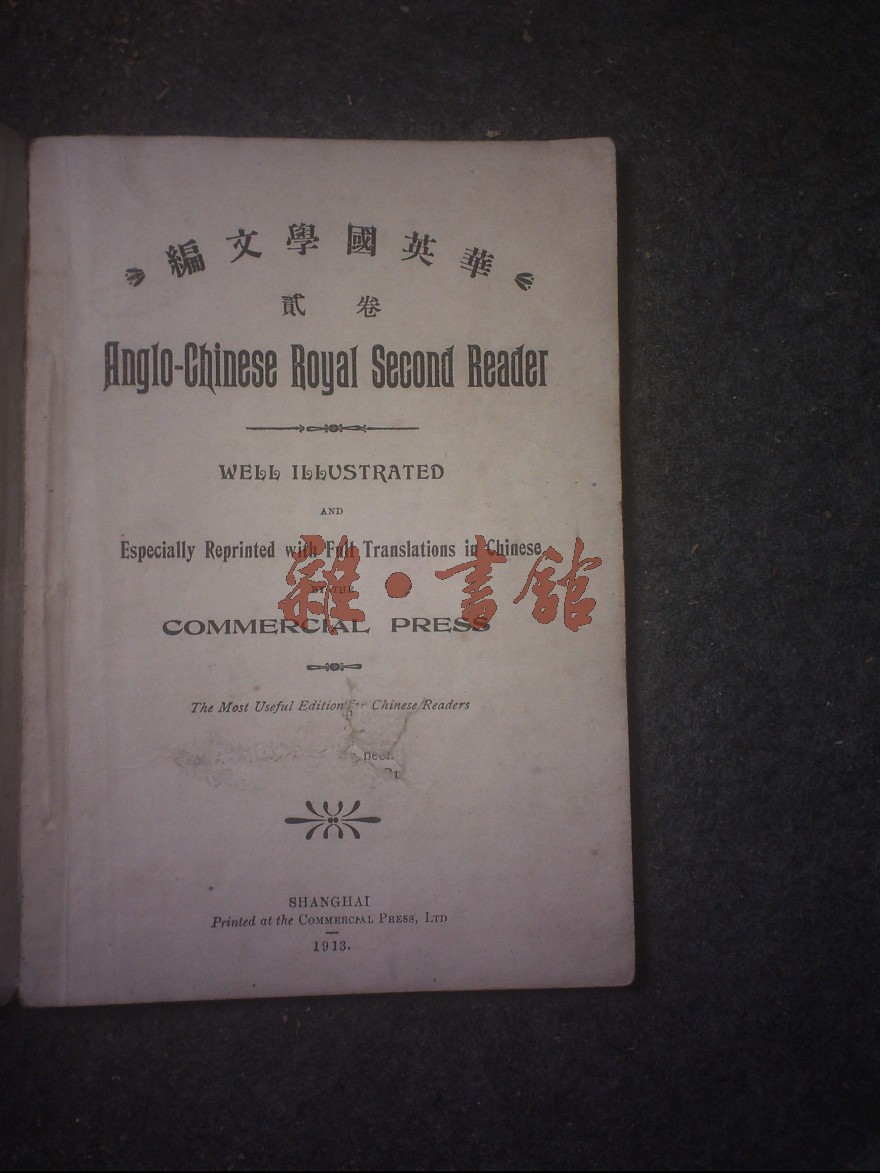 華英國學文編
卷貳
Anglo-Chinese Royal Second Reader
WELL ILLUSTRATED
AND
Especially Reprinted with Full Translations in Chinese
BY THE
雜·書館
COMMERCIAL PRESS
The Most Useful Edition for Chinese Readers
SHANGHAI
Printed at the COMMERCIAL PRESS, LTD
1913.